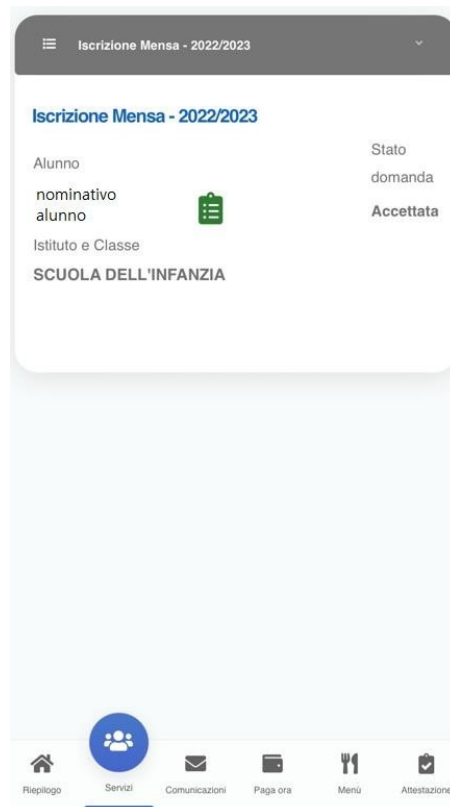 Iscrizione Mensa - 2022/2023
Iscrizione Mensa - 2022/2023
Alunno
nominativo
alunno
Stato
domanda
Accettata
Istituto e Classe
SCUOLA DELL'INFANZIA
Riepilogo
Servizi
Comunicazioni
Paga ora
Menù
Attestazione